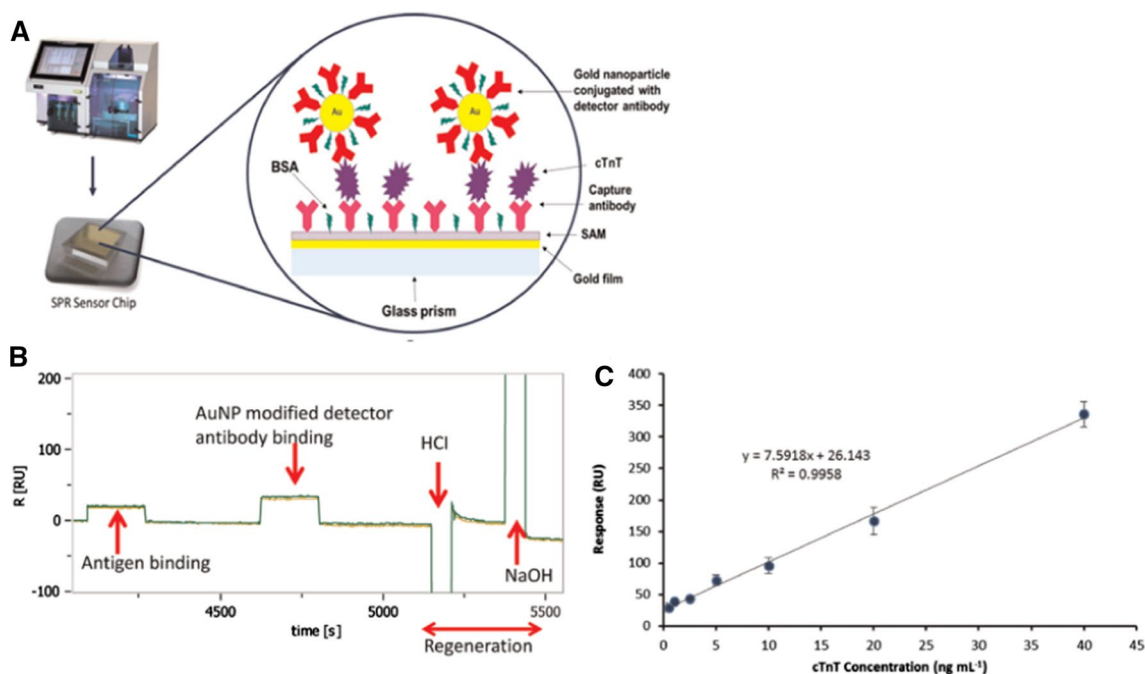 A
Au
Au
Gold nanoparticle
conjugated with
detector antibody
BSA
cTnT
Capture
antibody
SAM
Gold film
Glass prism
SPR Sensor Chip
B
200
100
0
-100
R [RU]
AuNP modified detector
antibody binding
HCl
Antigen binding
NaOH
4500
5000
5500
time [s]
Regeneration
C
400
350
300
250
200
150
100
50
0
Response (RU)
y = 7.5918x + 26.143
R² = 0.9958
0
5
10
15
20
25
30
35
40
45
cTnT Concentration (ng mL⁻¹)